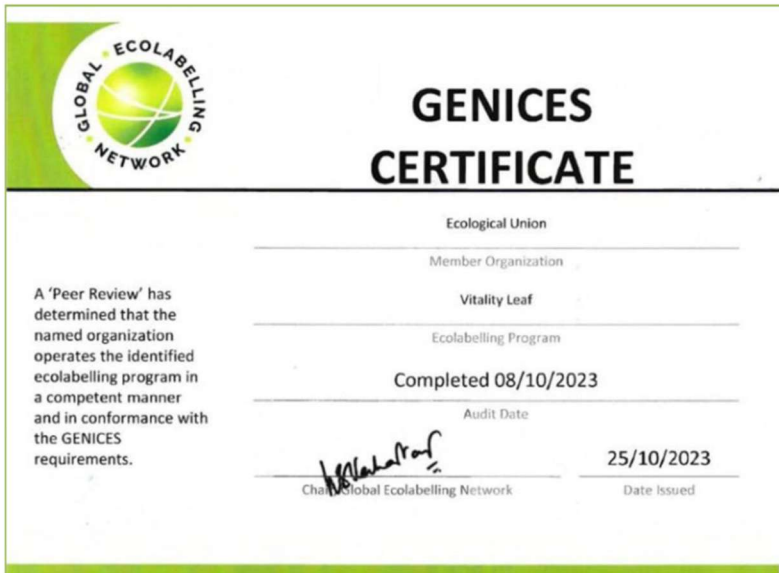 GLOBAL ECOLABELLING NETWORK
GENICES
CERTIFICATE
Ecological Union
Member Organization
A 'Peer Review' has
determined that the
named organization
operates the identified
ecolabelling program in
a competent manner
and in conformance with
the GENICES
requirements.
Vitality Leaf
Ecolabelling Program
Completed 08/10/2023
Audit Date
Chair Global Ecolabelling Network
25/10/2023
Date Issued